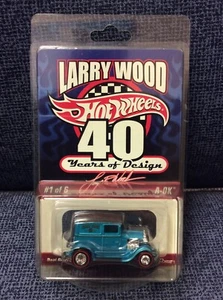 LARRY WOOD
Hot Wheels
40
Years of Design
#1 of 6
A-OK